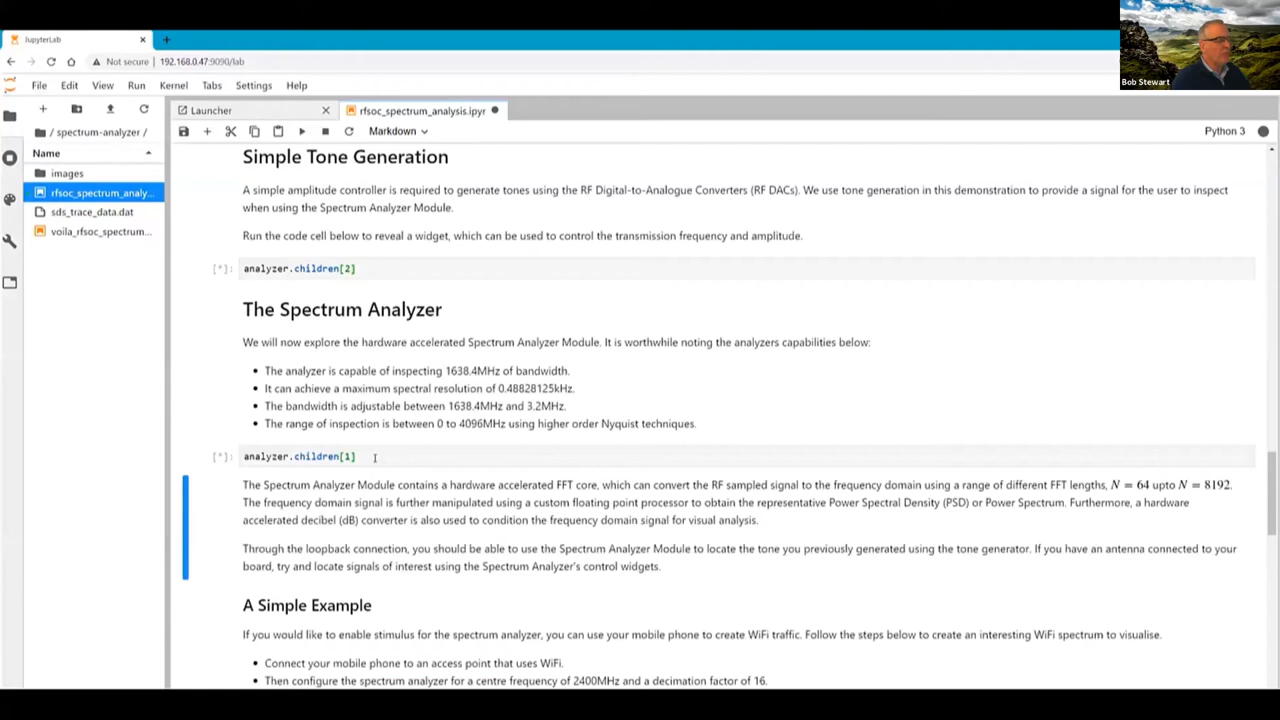 JupyterLab
Not secure 192.168.0.47:9090/lab
Bob Stewart
File Edit View Run Kernel Tabs Settings Help
Launcher
rfsoc_spectrum_analysis.ipyr
/ spectrum-analyzer /
Markdown
Python 3
Name
images
rfsoc_spectrum_analy...
sds_trace_data.dat
voila_rfsoc_spectrum...
Simple Tone Generation
A simple amplitude controller is required to generate tones using the RF Digital-to-Analogue Converters (RF DACs). We use tone generation in this demonstration to provide a signal for the user to inspect
when using the Spectrum Analyzer Module.
Run the code cell below to reveal a widget, which can be used to control the transmission frequency and amplitude.
[*]: analyzer.children[2]
The Spectrum Analyzer
We will now explore the hardware accelerated Spectrum Analyzer Module. It is worthwhile noting the analyzers capabilities below:
• The analyzer is capable of inspecting 1638.4MHz of bandwidth.
• It can achieve a maximum spectral resolution of 0.48828125kHz.
• The bandwidth is adjustable between 1638.4MHz and 3.2MHz.
• The range of inspection is between 0 to 4096MHz using higher order Nyquist techniques.
[*]: analyzer.children[1]
The Spectrum Analyzer Module contains a hardware accelerated FFT core, which can convert the RF sampled signal to the frequency domain using a range of different FFT lengths, N = 64 upto N = 8192.
The frequency domain signal is further manipulated using a custom floating point processor to obtain the representative Power Spectral Density (PSD) or Power Spectrum. Furthermore, a hardware
accelerated decibel (dB) converter is also used to condition the frequency domain signal for visual analysis.
Through the loopback connection, you should be able to use the Spectrum Analyzer Module to locate the tone you previously generated using the tone generator. If you have an antenna connected to your
board, try and locate signals of interest using the Spectrum Analyzer's control widgets.
A Simple Example
If you would like to enable stimulus for the spectrum analyzer, you can use your mobile phone to create WiFi traffic. Follow the steps below to create an interesting WiFi spectrum to visualise.
• Connect your mobile phone to an access point that uses WiFi.
• Then configure the spectrum analyzer for a centre frequency of 2400MHz and a decimation factor of 16.